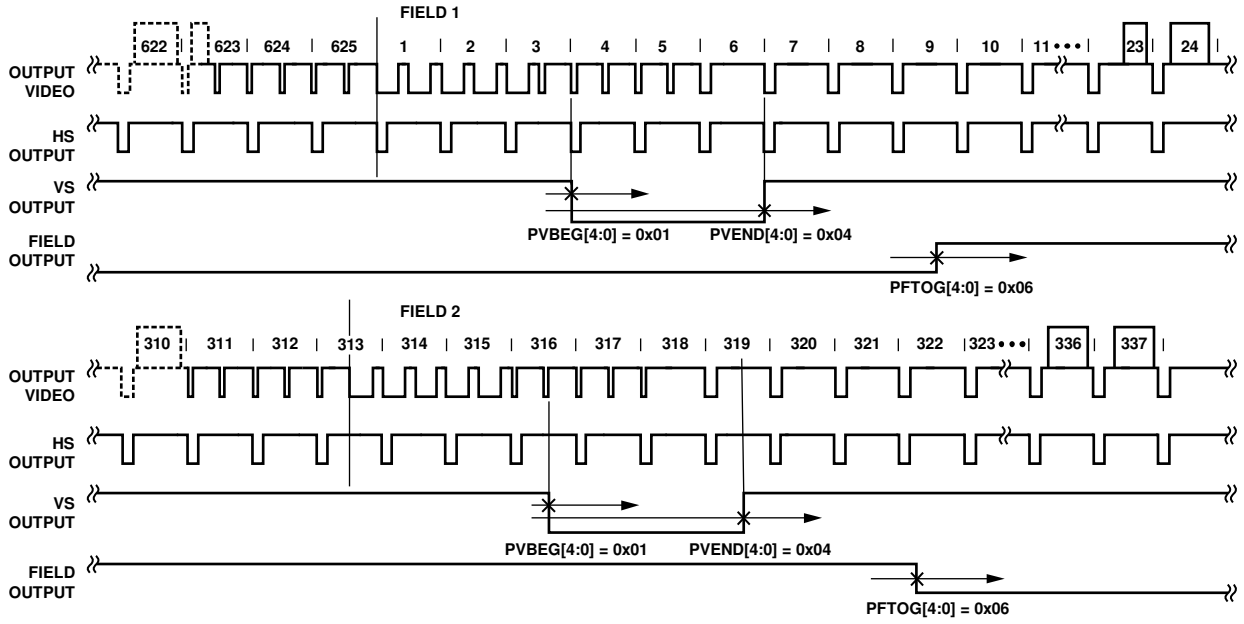 FIELD 1
622 | 623 | 624 | 625 1 | 2 | 3 | 4 | 5 | 6 | 7 | 8 | 9 | 10 | 11 ••• 23 | 24 |
OUTPUT
VIDEO
HS
OUTPUT
VS
OUTPUT
PVBEG[4:0] = 0x01 PVEND[4:0] = 0x04
FIELD
OUTPUT
PFTOG[4:0] = 0x06
FIELD 2
310 | 311 | 312 | 313 | 314 | 315 | 316 | 317 | 318 | 319 | 320 | 321 | 322 | 323 ••• | 336 | 337 |
OUTPUT
VIDEO
HS
OUTPUT
VS
OUTPUT
PVBEG[4:0] = 0x01 PVEND[4:0] = 0x04
FIELD
OUTPUT
PFTOG[4:0] = 0x06